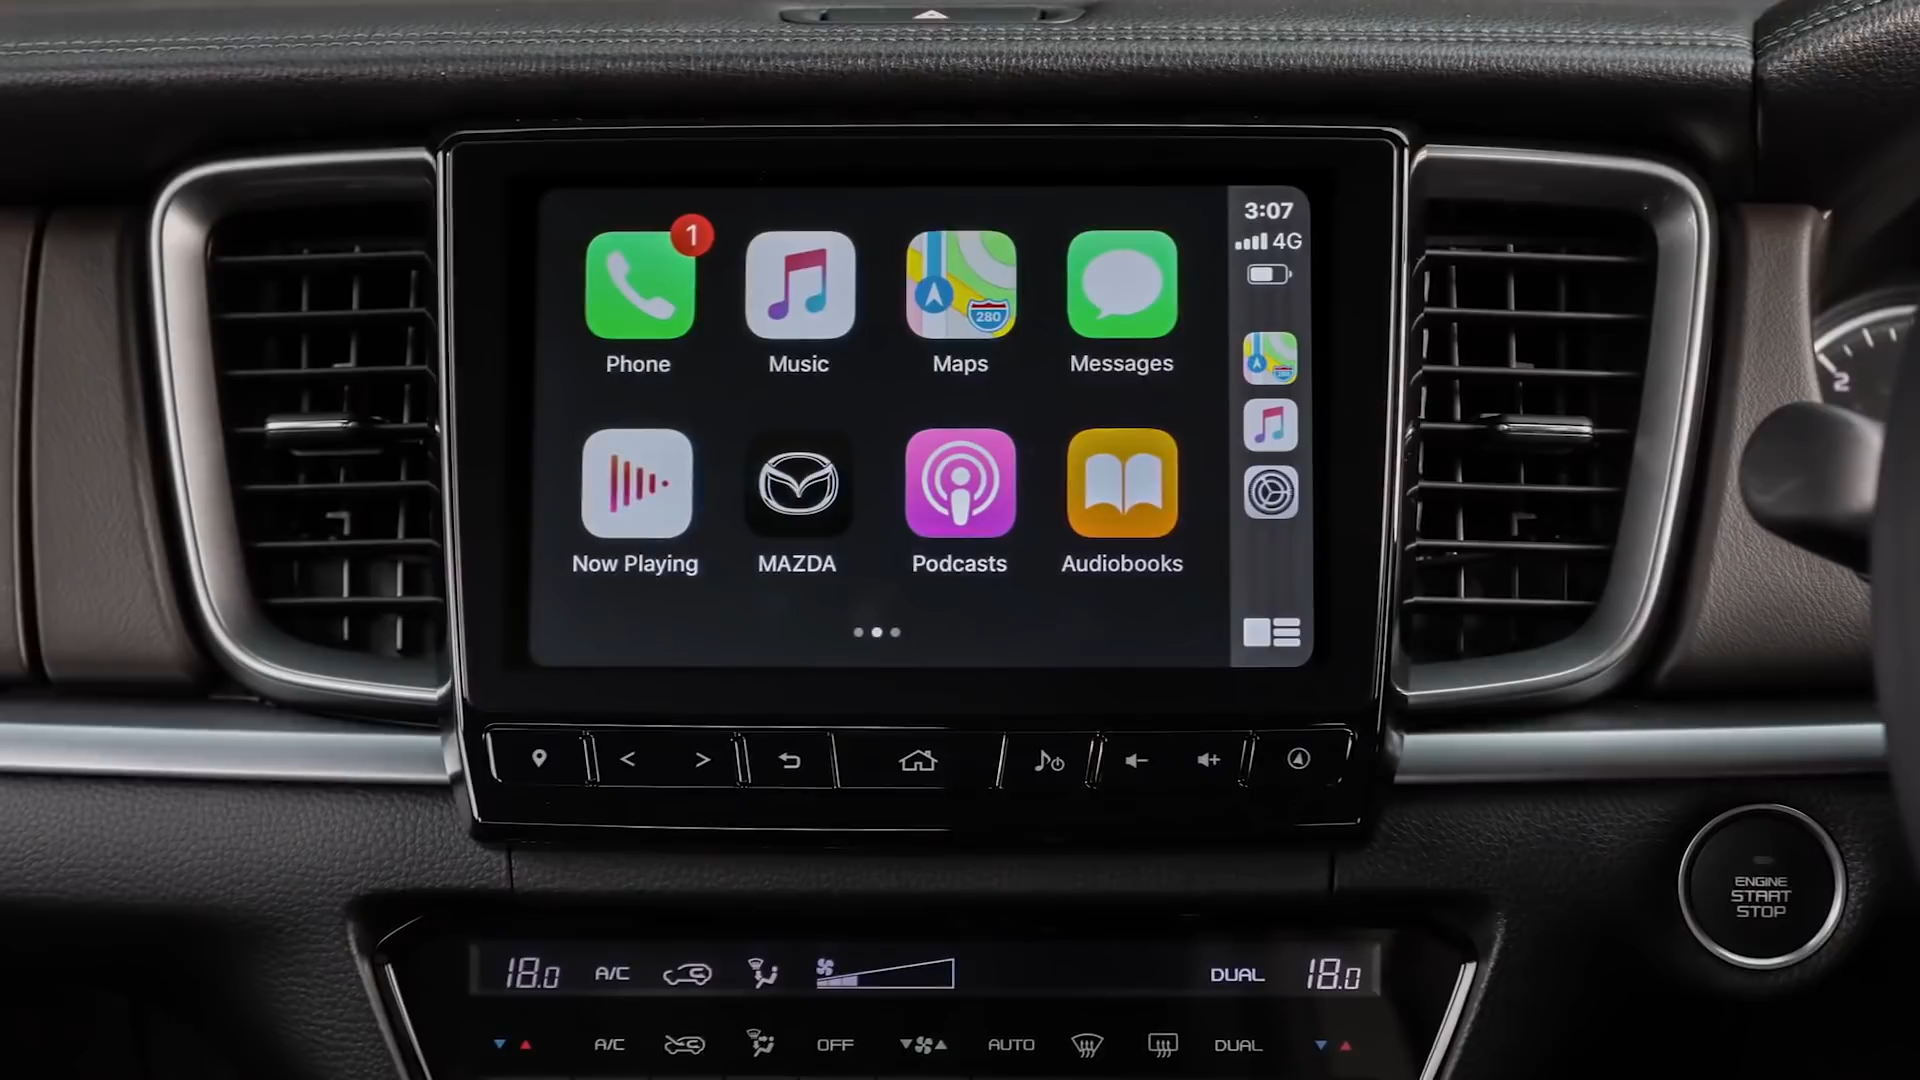 3:07
4G
1
280
Phone
Music
Maps
Messages
Now Playing
MAZDA
Podcasts
Audiobooks
2
ENGINE
START
STOP
18.0
A/C
DUAL
18.0
A/C
OFF
AUTO
DUAL